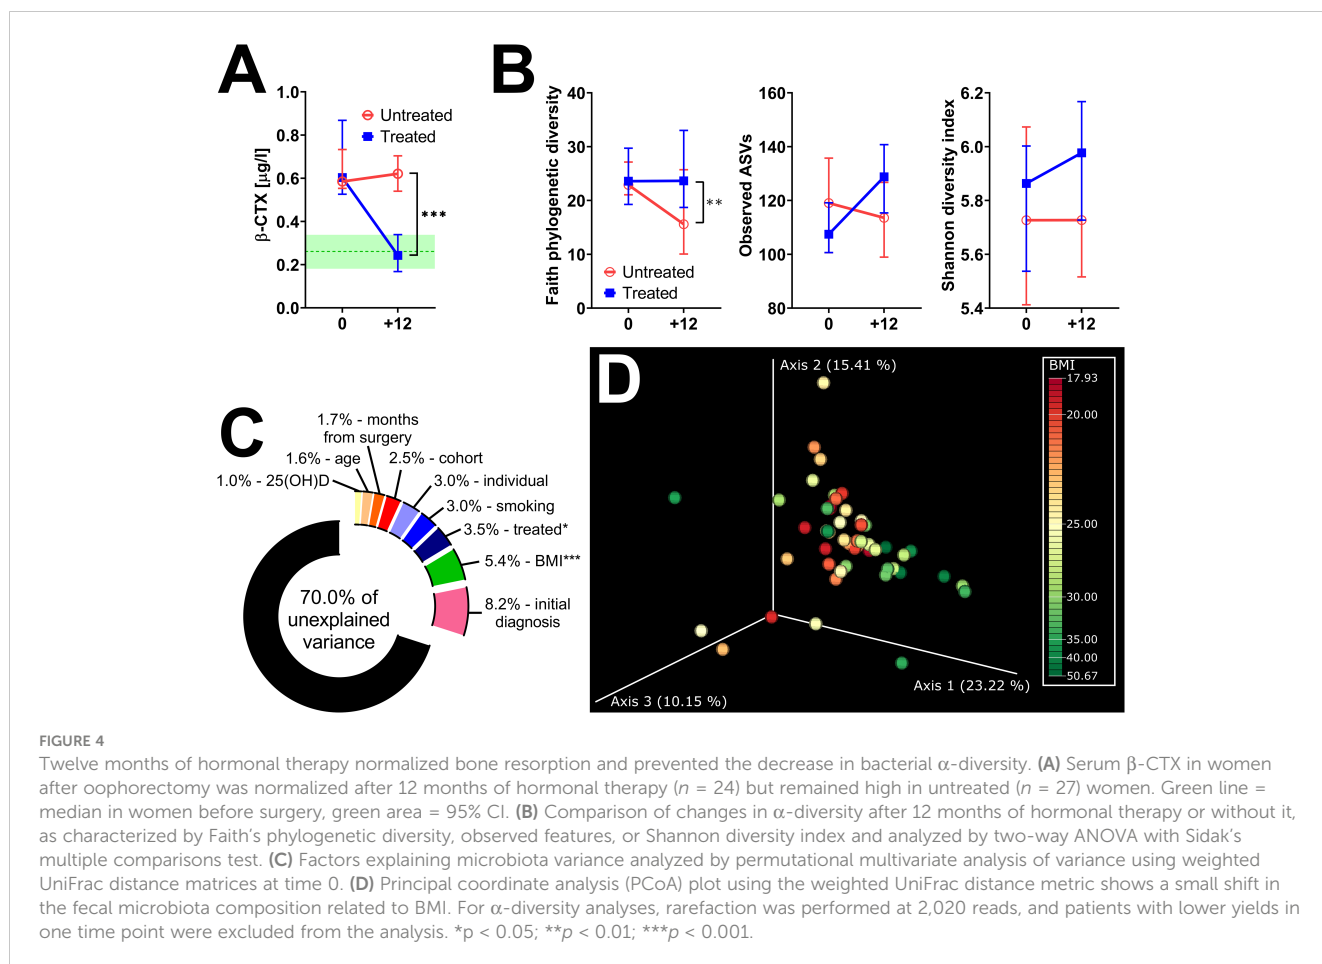 A
β-CTX [µg/l]
1.0
0.8
0.6
0.4
0.2
0.0
0
+12
Untreated
Treated
***
B
Faith phylogenetic diversity
40
30
20
10
0
0
+12
Untreated
Treated
**
Observed ASVs
160
140
120
100
80
0
+12
Shannon diversity index
6.2
6.0
5.8
5.6
5.4
0
+12
C
1.7% - months
from surgery
1.6% - age
2.5% - cohort
1.0% - 25(OH)D
3.0% - individual
3.0% - smoking
3.5% - treated*
5.4% - BMI***
8.2% - initial
diagnosis
70.0% of
unexplained
variance
D
Axis 2 (15.41 %)
Axis 1 (23.22 %)
Axis 3 (10.15 %)
BMI
17.93
20.00
25.00
30.00
35.00
40.00
50.67
FIGURE 4
Twelve months of hormonal therapy normalized bone resorption and prevented the decrease in bacterial α-diversity. (A) Serum β-CTX in women
after oophorectomy was normalized after 12 months of hormonal therapy (n = 24) but remained high in untreated (n = 27) women. Green line =
median in women before surgery, green area = 95% CI. (B) Comparison of changes in α-diversity after 12 months of hormonal therapy or without it,
as characterized by Faith's phylogenetic diversity, observed features, or Shannon diversity index and analyzed by two-way ANOVA with Sidak's
multiple comparisons test. (C) Factors explaining microbiota variance analyzed by permutational multivariate analysis of variance using weighted
UniFrac distance matrices at time 0. (D) Principal coordinate analysis (PCoA) plot using the weighted UniFrac distance metric shows a small shift in
the fecal microbiota composition related to BMI. For α-diversity analyses, rarefaction was performed at 2,020 reads, and patients with lower yields in
one time point were excluded from the analysis. *p < 0.05; **p < 0.01; ***p < 0.001.